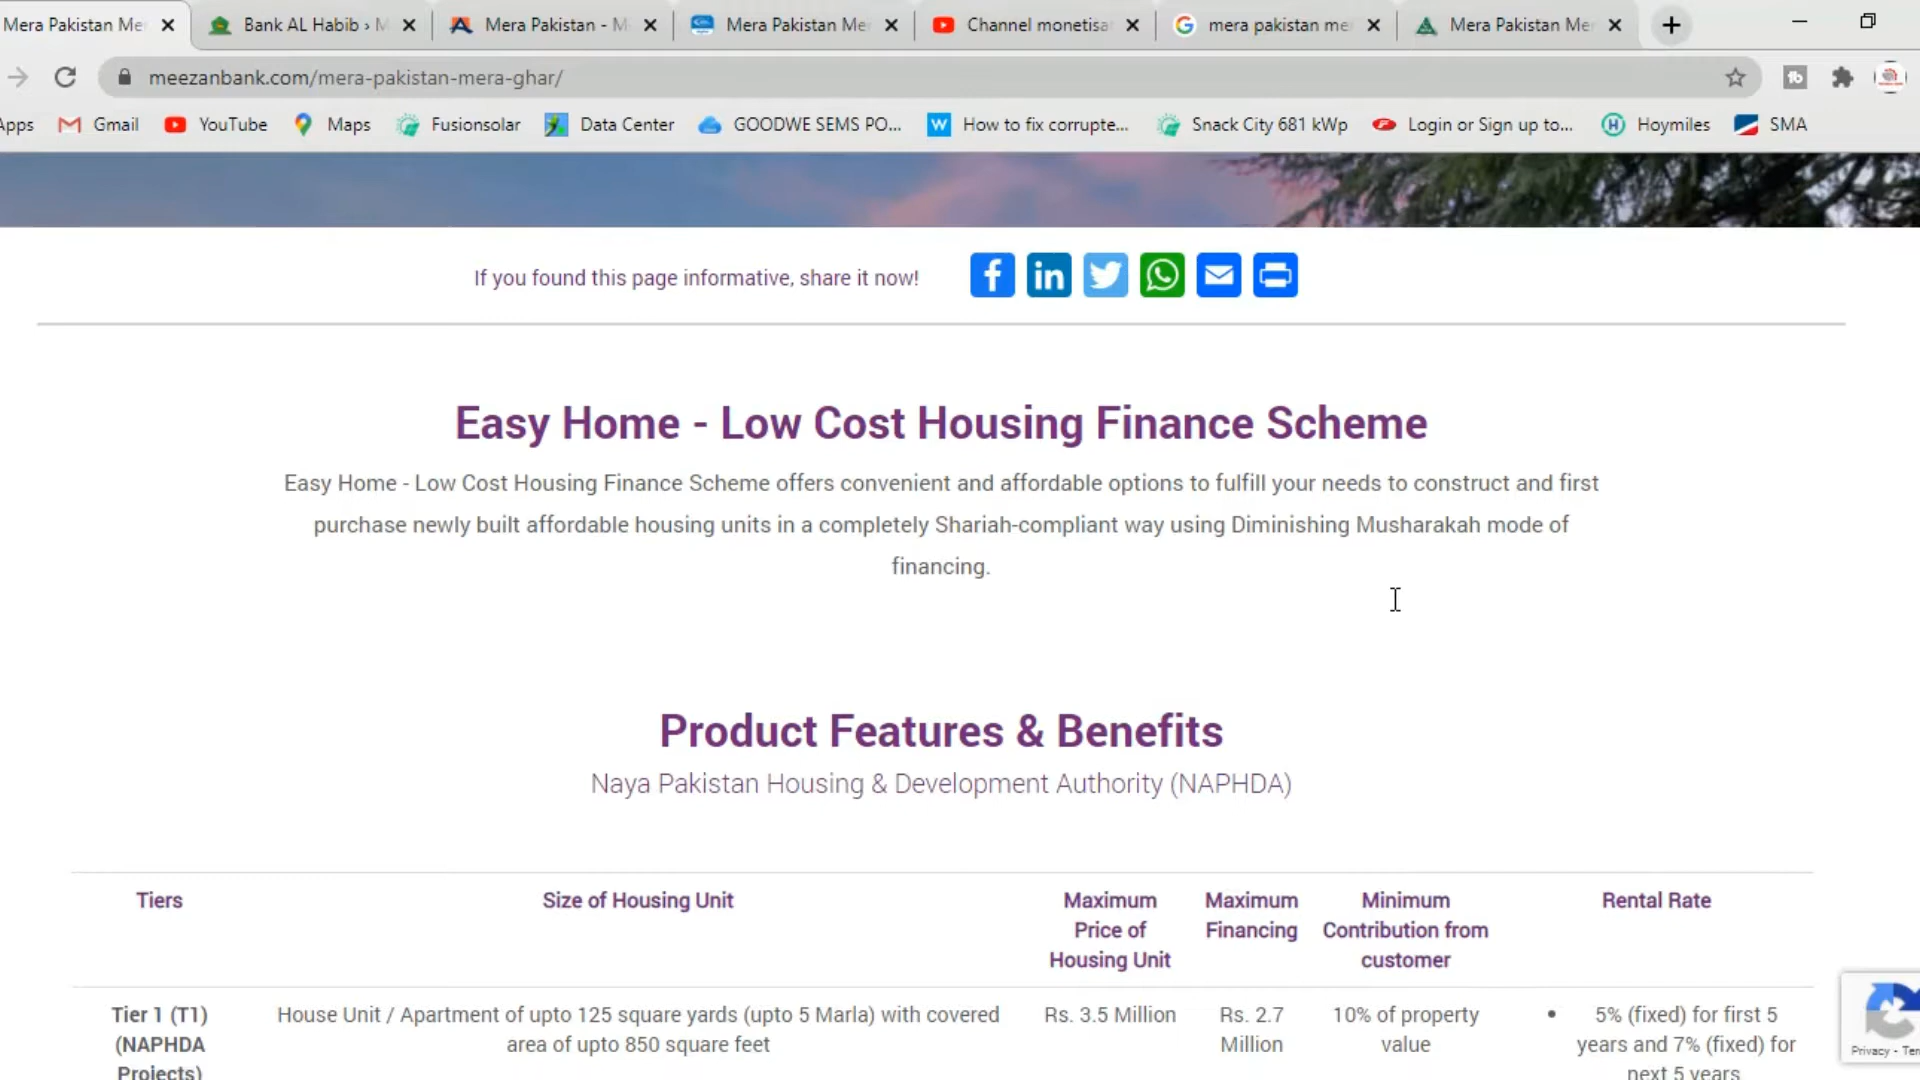 Mera Pakistan Me
Bank AL Habib › M
Mera Pakistan - M
Mera Pakistan Me
Channel monetisa
mera pakistan me
Mera Pakistan Me
meezanbank.com/mera-pakistan-mera-ghar/
Apps
Gmail
YouTube
Maps
Fusionsolar
Data Center
GOODWE SEMS PO...
How to fix corrupte...
Snack City 681 kWp
Login or Sign up to...
Hoymiles
SMA
If you found this page informative, share it now!
Easy Home - Low Cost Housing Finance Scheme
Easy Home - Low Cost Housing Finance Scheme offers convenient and affordable options to fulfill your needs to construct and first
purchase newly built affordable housing units in a completely Shariah-compliant way using Diminishing Musharakah mode of
financing.
Product Features & Benefits
Naya Pakistan Housing & Development Authority (NAPHDA)
Tiers
Size of Housing Unit
Maximum
Price of
Housing Unit
Maximum
Financing
Minimum
Contribution from
customer
Rental Rate
Tier 1 (T1)
(NAPHDA
Projects)
House Unit / Apartment of upto 125 square yards (upto 5 Marla) with covered
area of upto 850 square feet
Rs. 3.5 Million
Rs. 2.7
Million
10% of property
value
5% (fixed) for first 5
years and 7% (fixed) for
next 5 years
Privacy - Ter